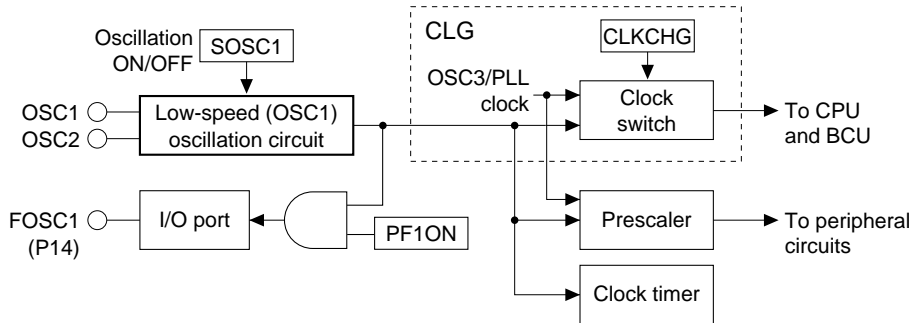 Oscillation
ON/OFF
SOSC1
CLG
CLKCHG
OSC3/PLL
clock
OSC1
OSC2
Low-speed (OSC1)
oscillation circuit
Clock
switch
To CPU
and BCU
FOSC1
(P14)
I/O port
PF1ON
Prescaler
To peripheral
circuits
Clock timer